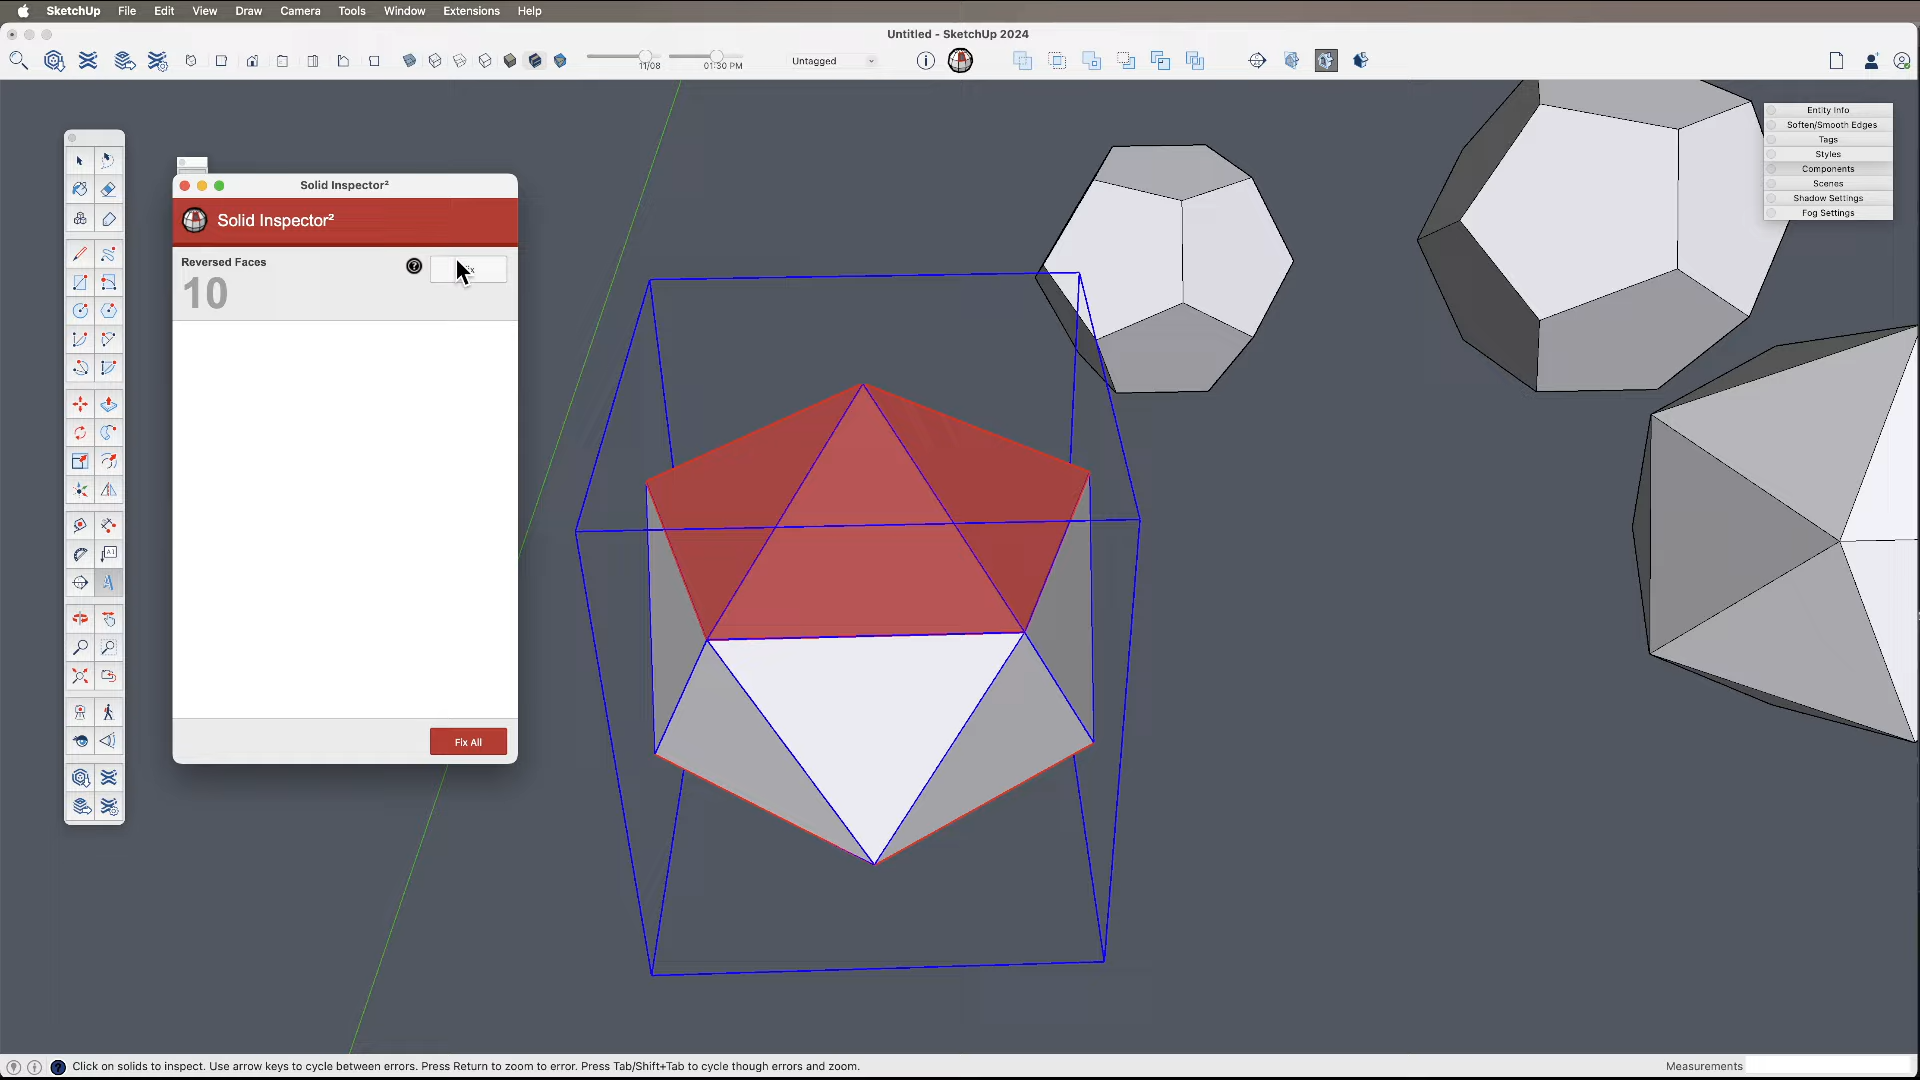 SketchUp File Edit View Draw Camera Tools Window Extensions Help
Untitled - SketchUp 2024
11/08
01:30 PM
Untagged
Entity Info
Soften/Smooth Edges
Tags
Styles
Components
Scenes
Shadow Settings
Fog Settings
Solid Inspector²
Solid Inspector²
Reversed Faces
10
Fix All
Click on solids to inspect. Use arrow keys to cycle between errors. Press Return to zoom to error. Press Tab/Shift+Tab to cycle though errors and zoom.
Measurements